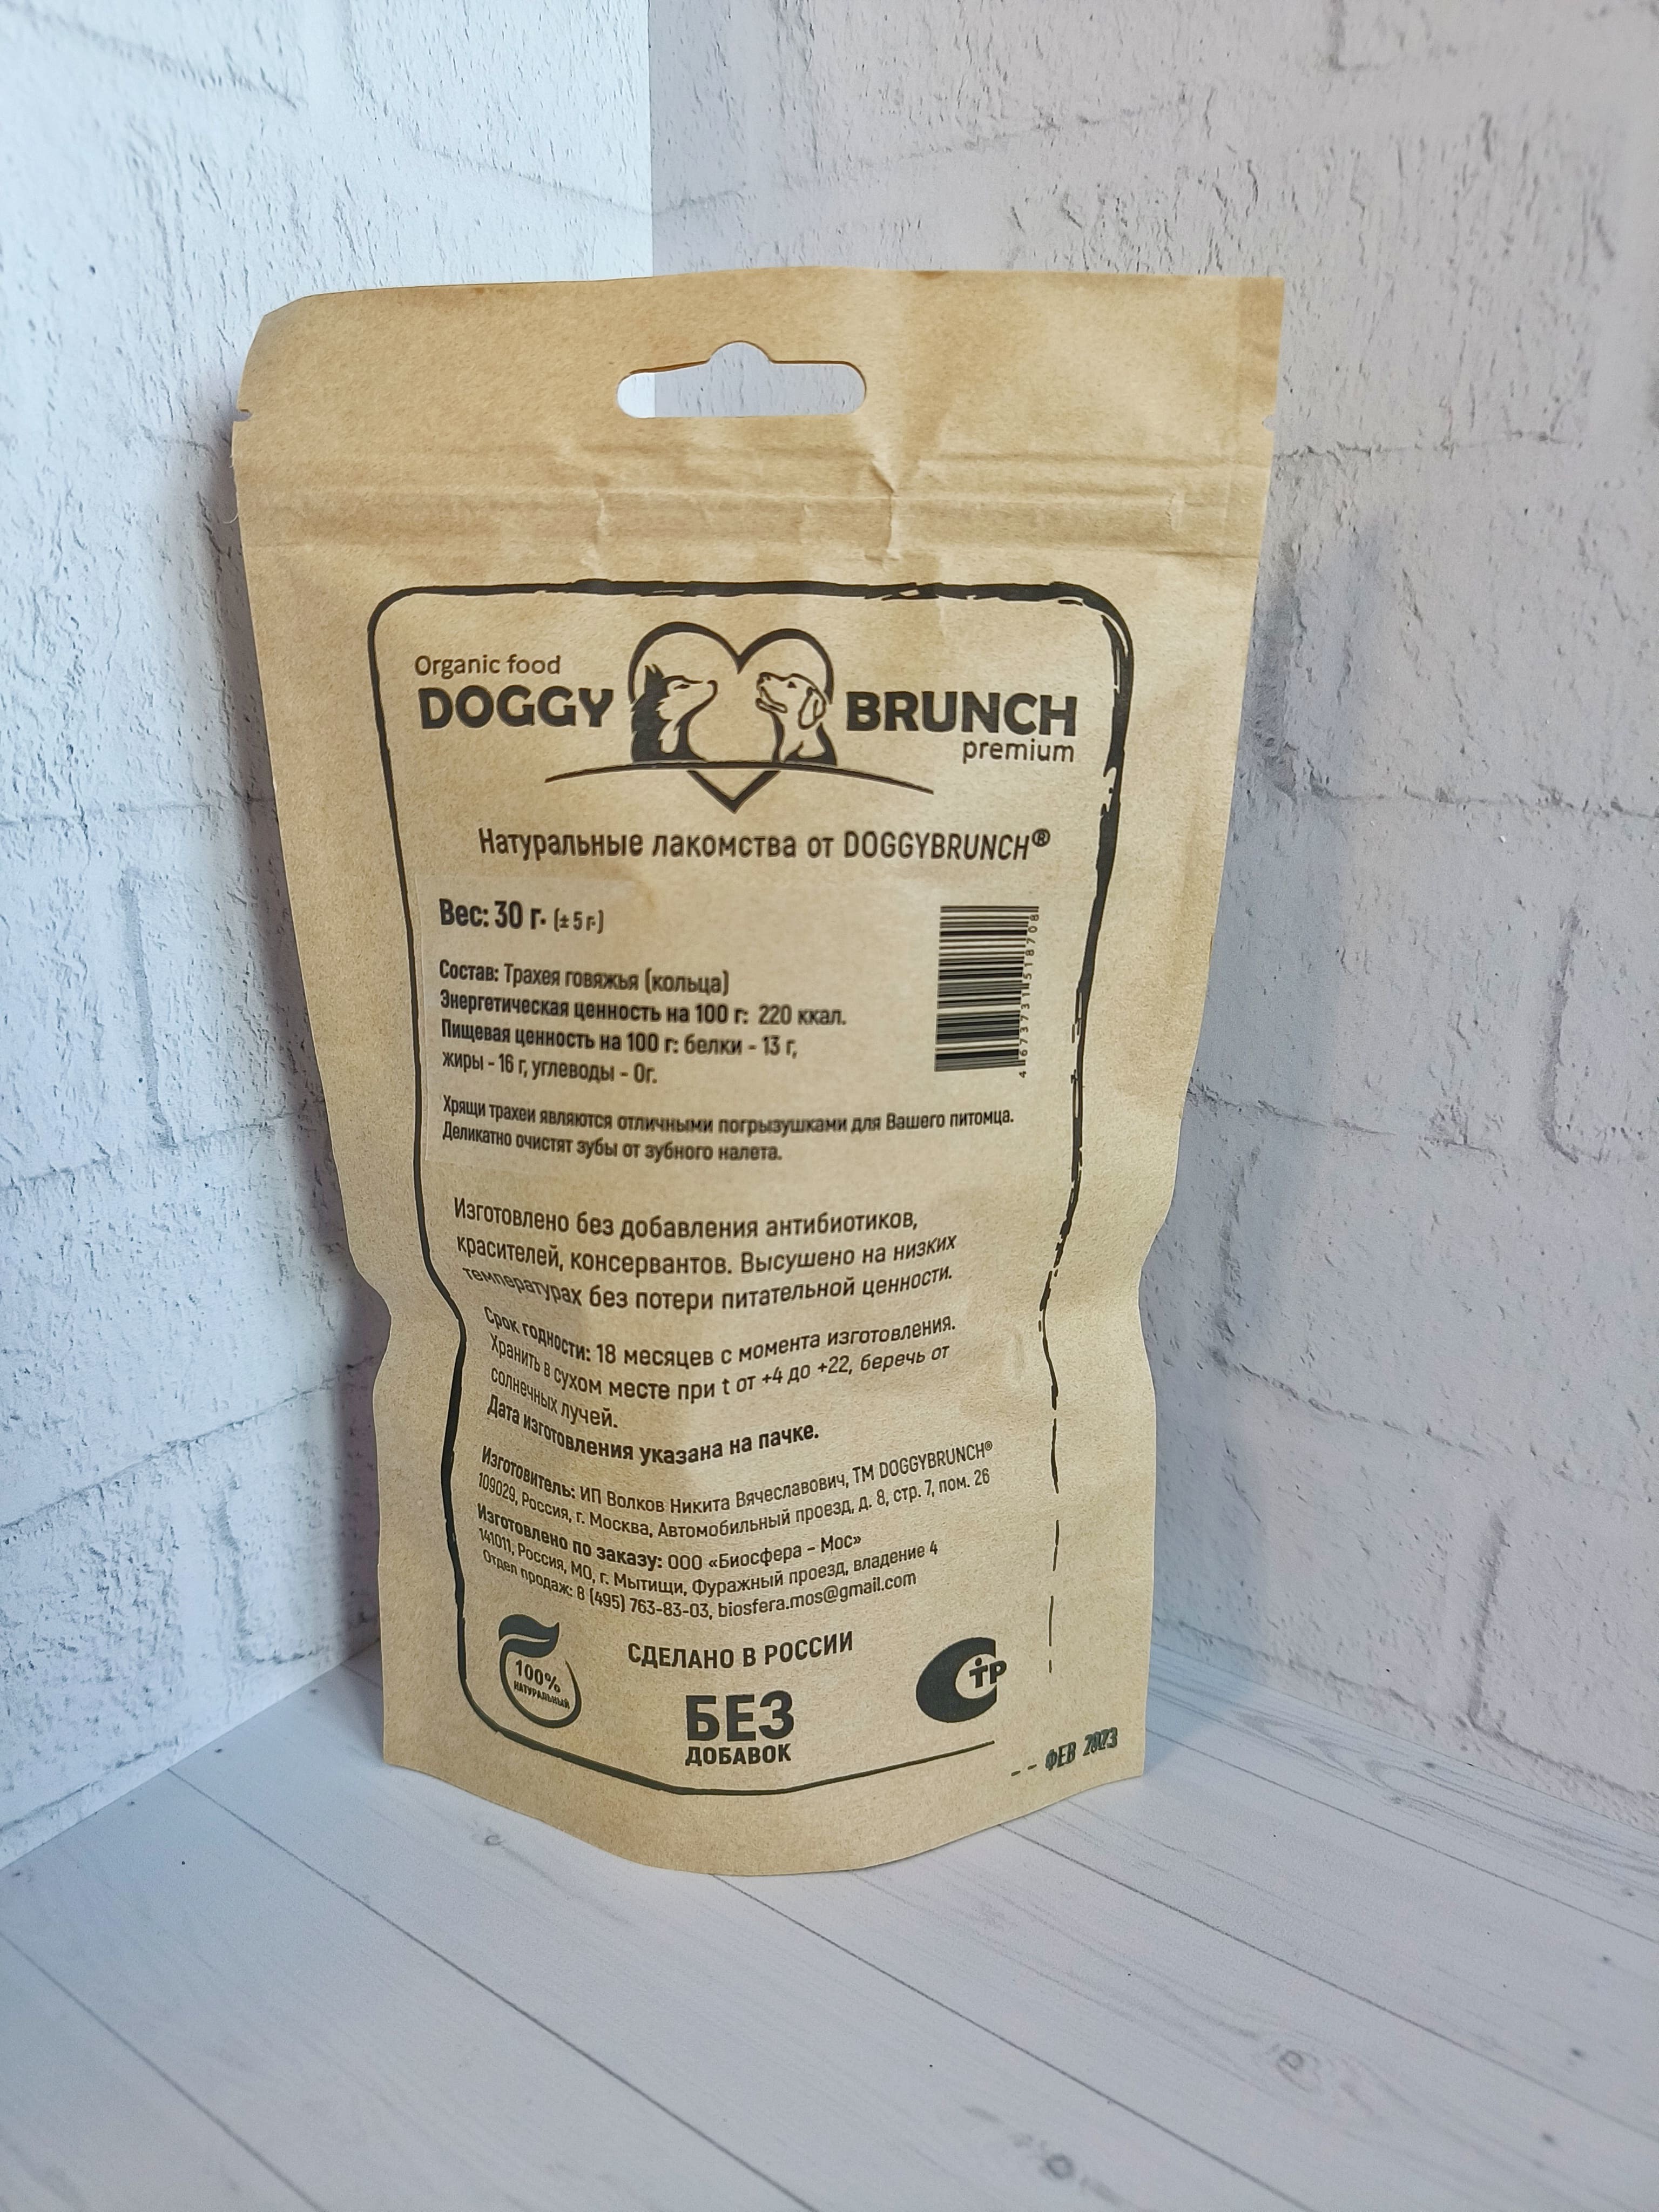 Organic food
DOGGY BRUNCH
premium
Натуральные лакомства от DOGGYBRUNCH®
Вес: 30 г. (± 5 г.)
Состав: Трахея говяжья (кольца)
Энергетическая ценность на 100 г: 220 ккал.
Пищевая ценность на 100 г: белки - 13 г,
жиры - 16 г, углеводы - 0г.
4673731518708
Хрящи трахеи являются отличными погрызушками для Вашего питомца.
Деликатно очистят зубы от зубного налета.
Изготовлено без добавления антибиотиков,
красителей, консервантов. Высушено на низких
температурах без потери питательной ценности.
Срок годности: 18 месяцев с момента изготовления.
Хранить в сухом месте при t от +4 до +22, беречь от
солнечных лучей.
Дата изготовления указана на пачке.
Изготовитель: ИП Волков Никита Вячеславович, ТМ DOGGYBRUNCH®
109029, Россия, г. Москва, Автомобильный проезд, д. 8, стр. 7, пом. 26
Изготовлено по заказу: ООО «Биосфера - Мос»
141011, Россия, МО, г. Мытищи, Фуражный проезд, владение 4
Отдел продаж: 8 (495) 763-83-03, biosfera.mos@gmail.com
100%
НАТУРАЛЬНЫЙ
СДЕЛАНО В РОССИИ
БЕЗ
ДОБАВОК
СТР
-- ФЕВ 2023